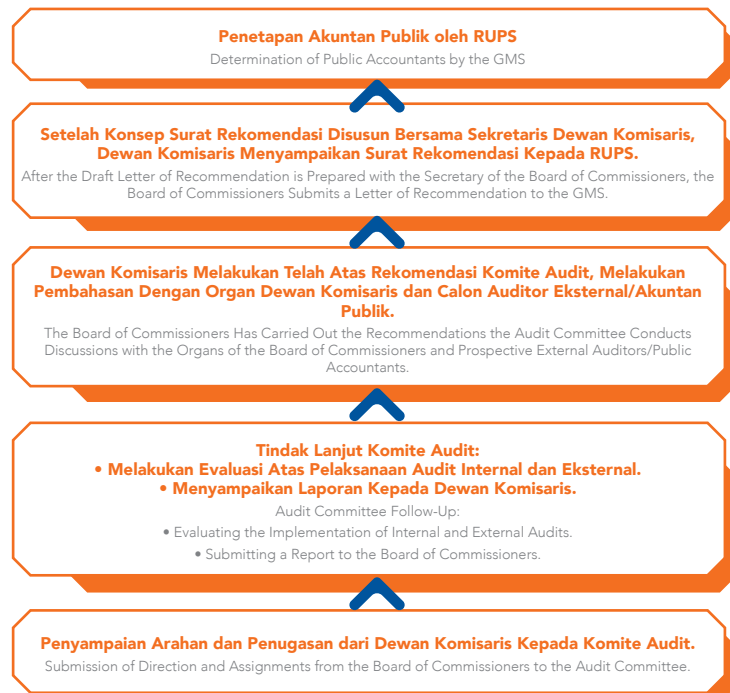 Penetapan Akuntan Publik oleh RUPS
Determination of Public Accountants by the GMS
Setelah Konsep Surat Rekomendasi Disusun Bersama Sekretaris Dewan Komisaris,
Dewan Komisaris Menyampaikan Surat Rekomendasi Kepada RUPS.
After the Draft Letter of Recommendation is Prepared with the Secretary of the Board of Commissioners, the
Board of Commissioners Submits a Letter of Recommendation to the GMS.
Dewan Komisaris Melakukan Telah Atas Rekomendasi Komite Audit, Melakukan
Pembahasan Dengan Organ Dewan Komisaris dan Calon Auditor Eksternal/Akuntan
Publik.
The Board of Commissioners Has Carried Out the Recommendations the Audit Committee Conducts
Discussions with the Organs of the Board of Commissioners and Prospective External Auditors/Public
Accountants.
Tindak Lanjut Komite Audit:
• Melakukan Evaluasi Atas Pelaksanaan Audit Internal dan Eksternal.
• Menyampaikan Laporan Kepada Dewan Komisaris.
Audit Committee Follow-Up:
• Evaluating the Implementation of Internal and External Audits.
• Submitting a Report to the Board of Commissioners.
Penyampaian Arahan dan Penugasan dari Dewan Komisaris Kepada Komite Audit.
Submission of Direction and Assignments from the Board of Commissioners to the Audit Committee.